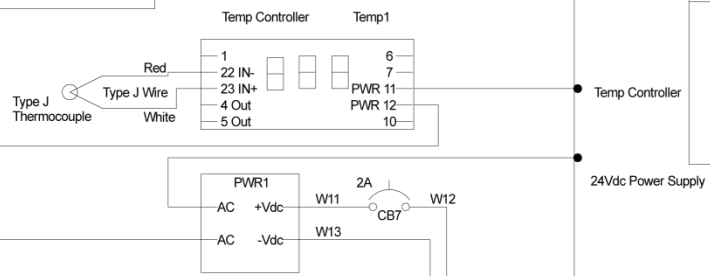 Temp Controller Temp1
1 6
Red 22 IN- 7
Type J Wire 23 IN+ PWR 11 Temp Controller
Type J
Thermocouple
4 Out PWR 12
White 5 Out 10
24Vdc Power Supply
PWR1 2A
AC +Vdc W11 CB7 W12
AC -Vdc W13